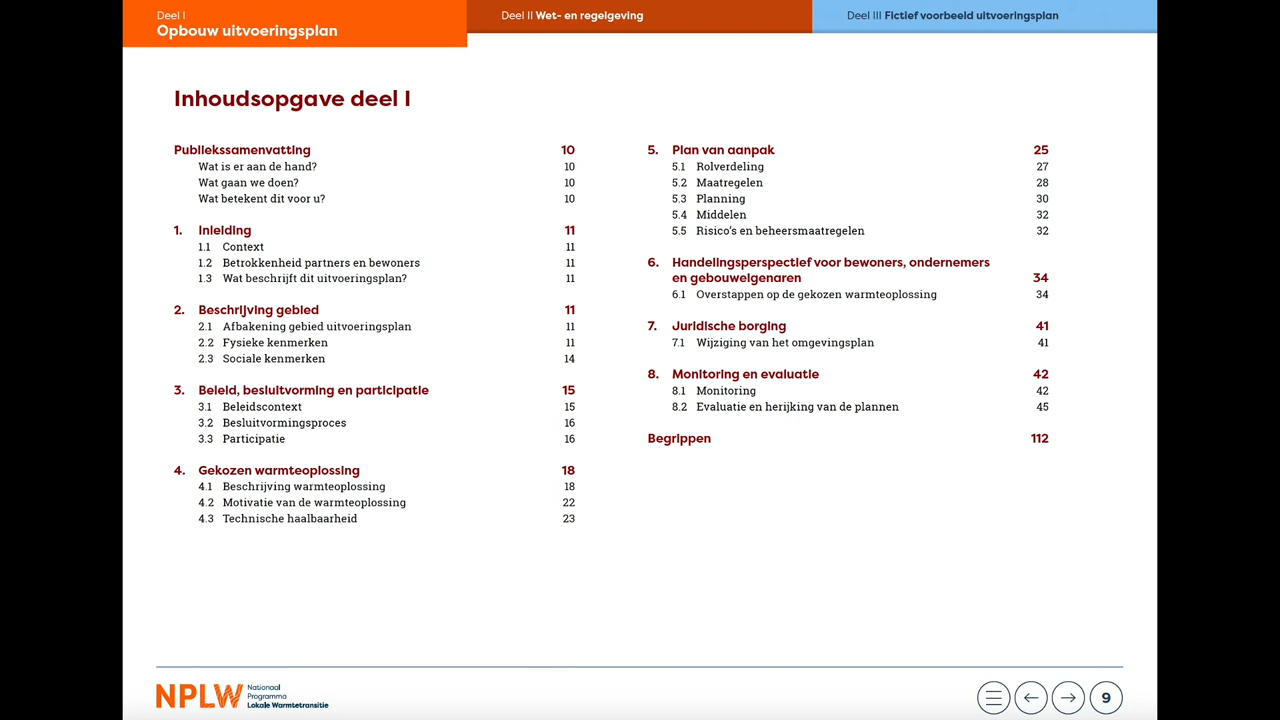 Deel I
Opbouw uitvoeringsplan
Deel II Wet- en regelgeving
Deel III Fictief voorbeeld uitvoeringsplan
Inhoudsopgave deel I
Publiekssamenvatting 10
Wat is er aan de hand? 10
Wat gaan we doen? 10
Wat betekent dit voor u? 10
1. Inleiding 11
1.1 Context 11
1.2 Betrokkenheid partners en bewoners 11
1.3 Wat beschrijft dit uitvoeringsplan? 11
2. Beschrijving gebied 11
2.1 Afbakening gebied uitvoeringsplan 11
2.2 Fysieke kenmerken 11
2.3 Sociale kenmerken 14
3. Beleid, besluitvorming en participatie 15
3.1 Beleidscontext 15
3.2 Besluitvormingsproces 16
3.3 Participatie 16
4. Gekozen warmteoplossing 18
4.1 Beschrijving warmteoplossing 18
4.2 Motivatie van de warmteoplossing 22
4.3 Technische haalbaarheid 23
5. Plan van aanpak 25
5.1 Rolverdeling 27
5.2 Maatregelen 28
5.3 Planning 30
5.4 Middelen 32
5.5 Risico's en beheersmaatregelen 32
6. Handelingsperspectief voor bewoners, ondernemers
en gebouweigenaren 34
6.1 Overstappen op de gekozen warmteoplossing 34
7. Juridische borging 41
7.1 Wijziging van het omgevingsplan 41
8. Monitoring en evaluatie 42
8.1 Monitoring 42
8.2 Evaluatie en herijking van de plannen 45
Begrippen 112
NPLW
Nationaal
Programma
Lokale Warmtetransitie
9